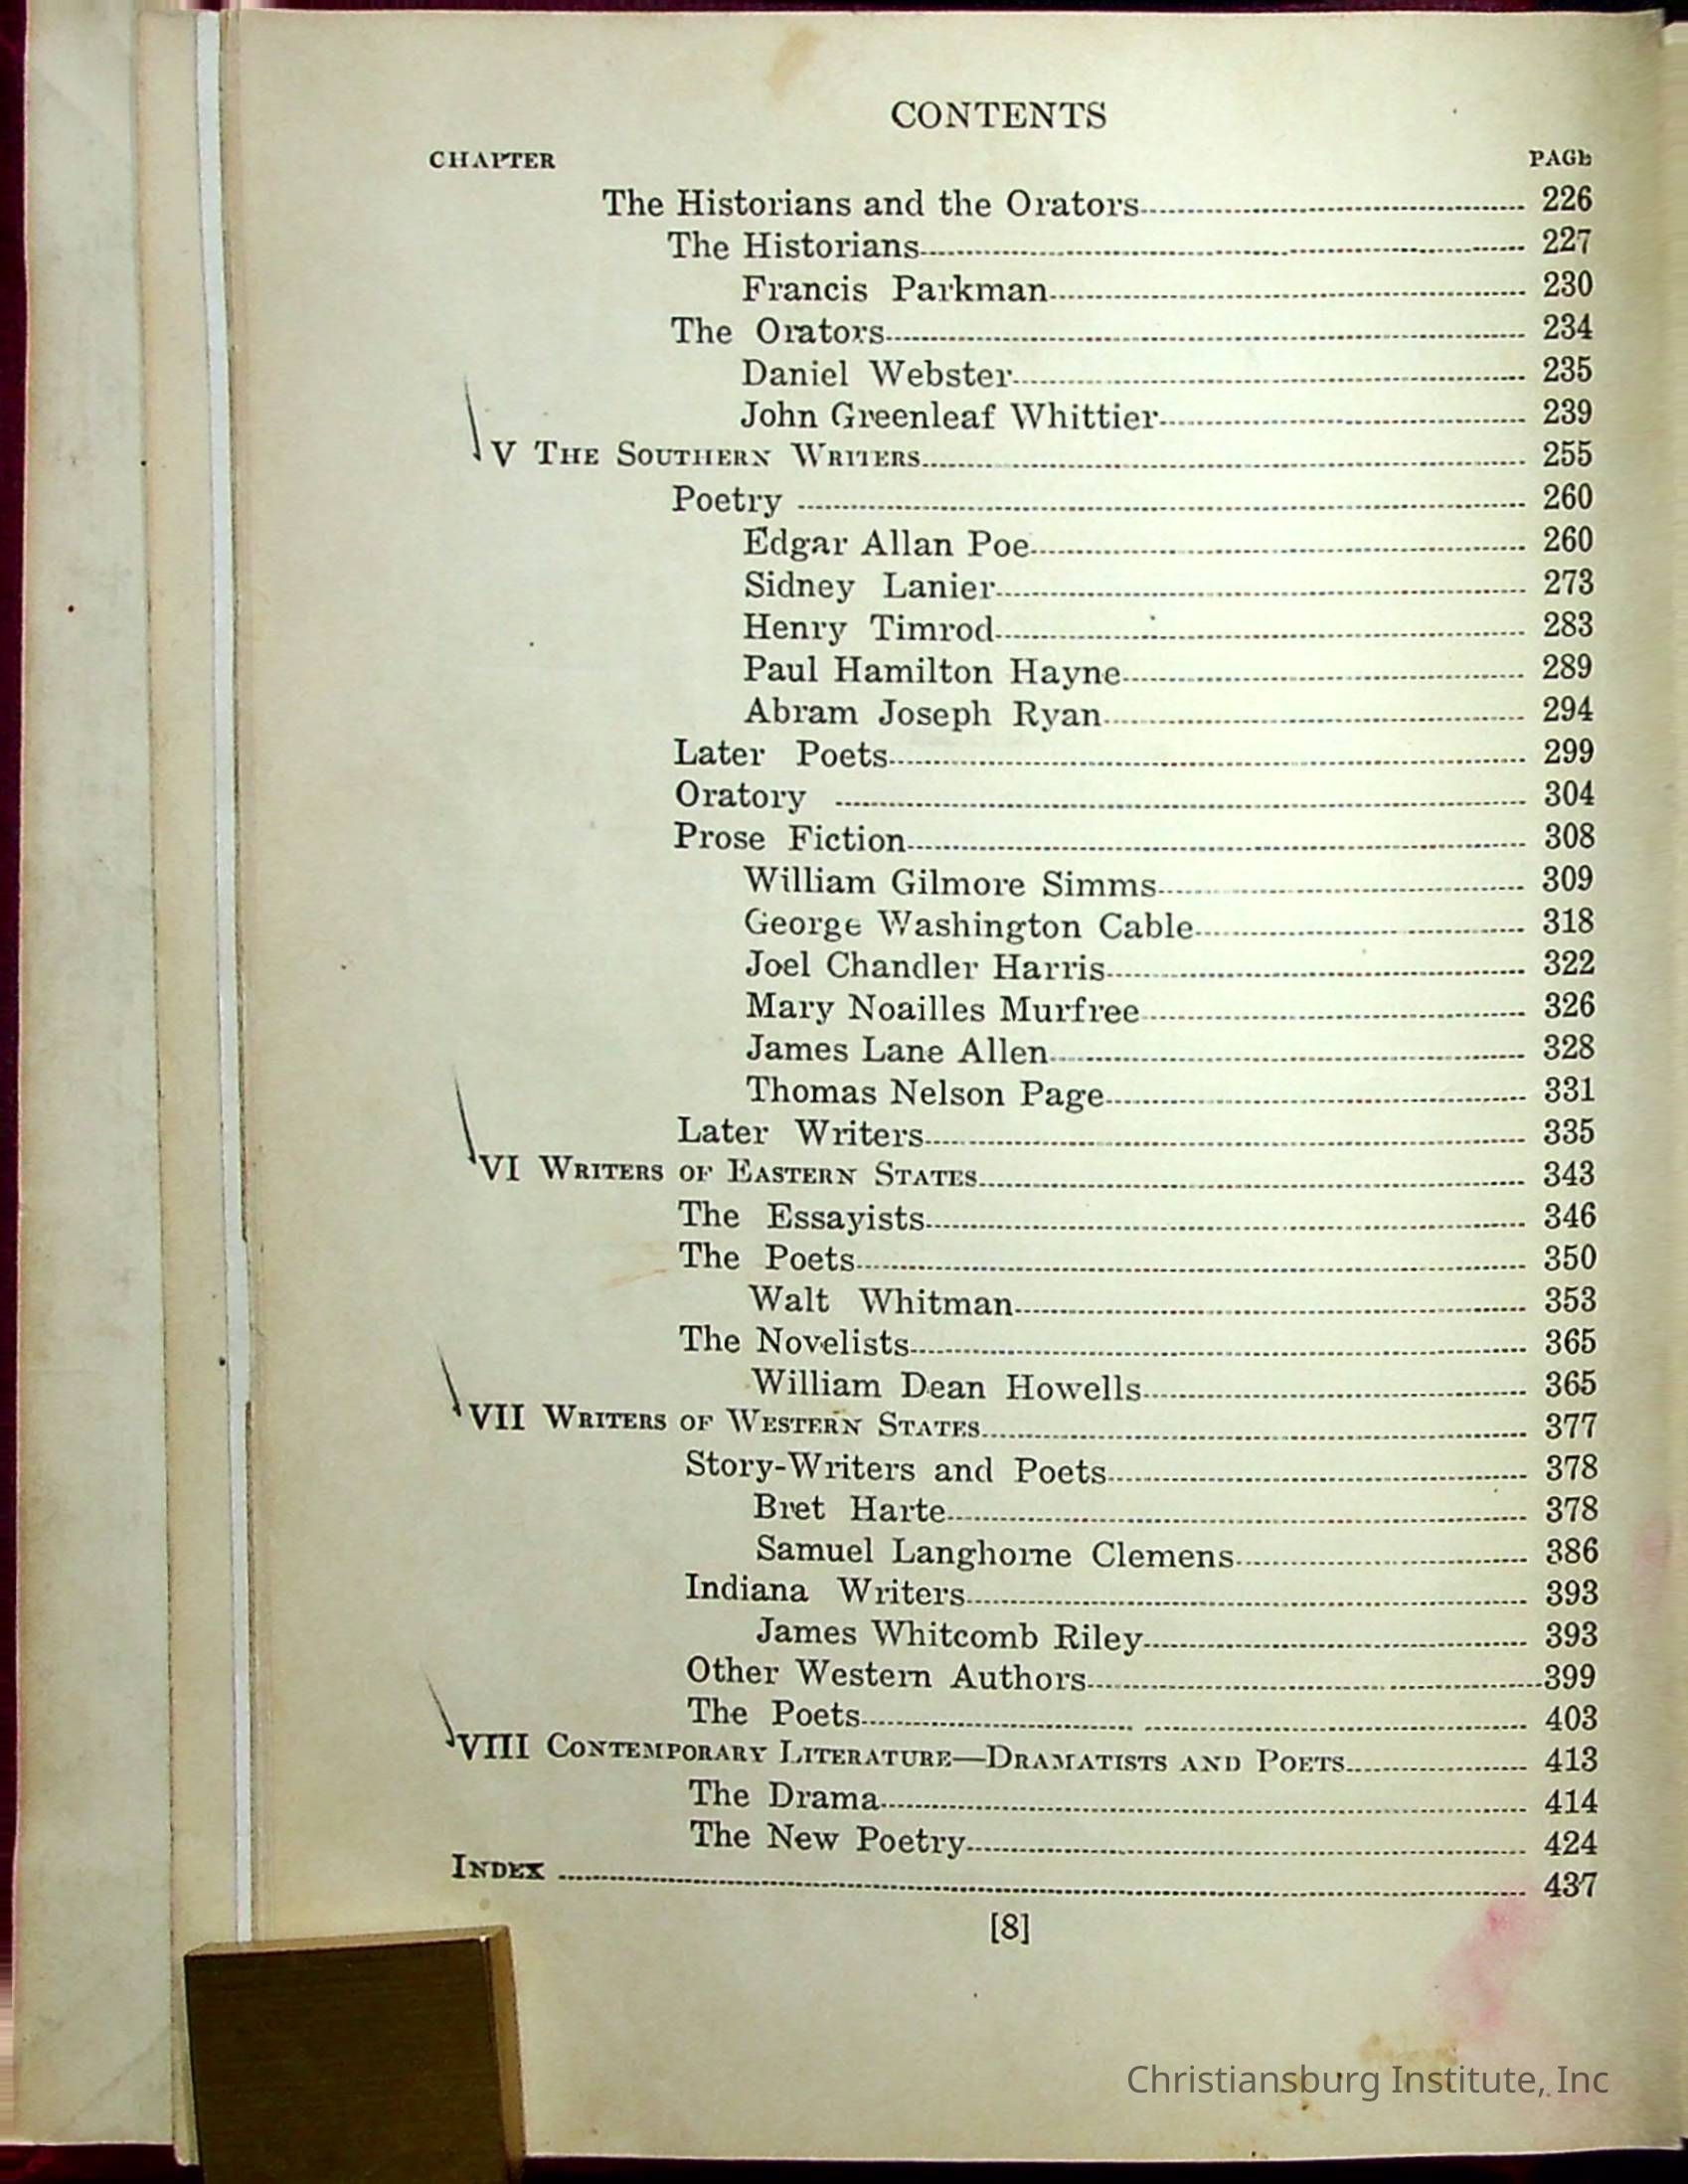 CONTENTS
CHAPTER PAGE
The Historians and the Orators 226
The Historians 227
Francis Parkman 230
The Orators 234
Daniel Webster 235
John Greenleaf Whittier 239
V THE SOUTHERN WRITERS 255
Poetry 260
Edgar Allan Poe 260
Sidney Lanier 273
Henry Timrod 283
Paul Hamilton Hayne 289
Abram Joseph Ryan 294
Later Poets 299
Oratory 304
Prose Fiction 308
William Gilmore Simms 309
George Washington Cable 318
Joel Chandler Harris 322
Mary Noailles Murfree 326
James Lane Allen 328
Thomas Nelson Page 331
Later Writers 335
VI WRITERS OF EASTERN STATES 343
The Essayists 346
The Poets 350
Walt Whitman 353
The Novelists 365
William Dean Howells 365
VII WRITERS OF WESTERN STATES 377
Story-Writers and Poets 378
Bret Harte 378
Samuel Langhorne Clemens 386
Indiana Writers 393
James Whitcomb Riley 393
Other Western Authors 399
The Poets 403
VIII CONTEMPORARY LITERATURE—DRAMATISTS AND POETS 413
The Drama 414
The New Poetry 424
INDEX 437
[8]
Christiansburg Institute, Inc